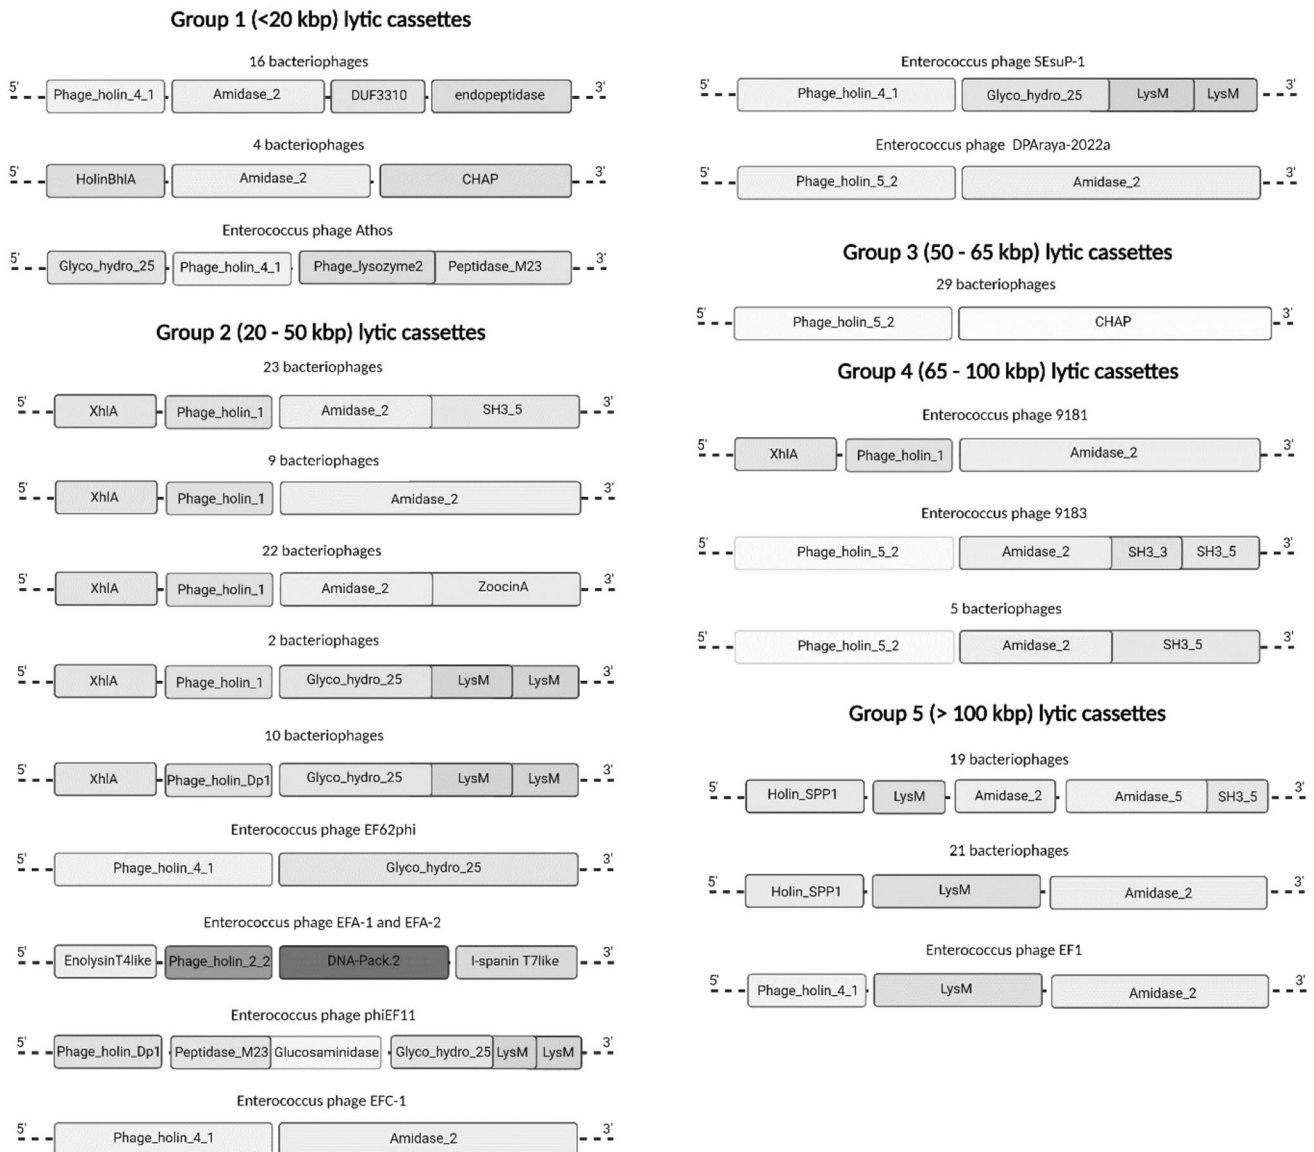 Group 1 (<20 kbp) lytic cassettes
16 bacteriophages
5' Phage_holin_4_1 Amidase_2 DUF3310 endopeptidase 3'
4 bacteriophages
5' HolinBhlA Amidase_2 CHAP 3'
Enterococcus phage Athos
5' Glyco_hydro_25 Phage_holin_4_1 Phage_lysozyme2 Peptidase_M23 3'
Group 2 (20 - 50 kbp) lytic cassettes
23 bacteriophages
5' XhlA Phage_holin_1 Amidase_2 SH3_5 3'
9 bacteriophages
5' XhlA Phage_holin_1 Amidase_2 3'
22 bacteriophages
5' XhlA Phage_holin_1 Amidase_2 ZoocinA 3'
2 bacteriophages
5' XhlA Phage_holin_1 Glyco_hydro_25 LysM LysM 3'
10 bacteriophages
5' XhlA Phage_holin_Dp1 Glyco_hydro_25 LysM LysM 3'
Enterococcus phage EF62phi
5' Phage_holin_4_1 Glyco_hydro_25 3'
Enterococcus phage EFA-1 and EFA-2
5' EnolysinT4like Phage_holin_2_2 DNA-Pack.2 I-spanin T7like 3'
Enterococcus phage phiEF11
5' Phage_holin_Dp1 Peptidase_M23 Glucosaminidase Glyco_hydro_25 LysM LysM 3'
Enterococcus phage EFC-1
5' Phage_holin_4_1 Amidase_2 3'
Enterococcus phage SEsuP-1
5' Phage_holin_4_1 Glyco_hydro_25 LysM LysM 3'
Enterococcus phage DPAraya-2022a
5' Phage_holin_5_2 Amidase_2 3'
Group 3 (50 - 65 kbp) lytic cassettes
29 bacteriophages
5' Phage_holin_5_2 CHAP 3'
Group 4 (65 - 100 kbp) lytic cassettes
Enterococcus phage 9181
5' XhlA Phage_holin_1 Amidase_2 3'
Enterococcus phage 9183
5' Phage_holin_5_2 Amidase_2 SH3_3 SH3_5 3'
5 bacteriophages
5' Phage_holin_5_2 Amidase_2 SH3_5 3'
Group 5 (> 100 kbp) lytic cassettes
19 bacteriophages
5' Holin_SPP1 LysM Amidase_2 Amidase_5 SH3_5 3'
21 bacteriophages
5' Holin_SPP1 LysM Amidase_2 3'
Enterococcus phage EF1
5' Phage_holin_4_1 LysM Amidase_2 3'